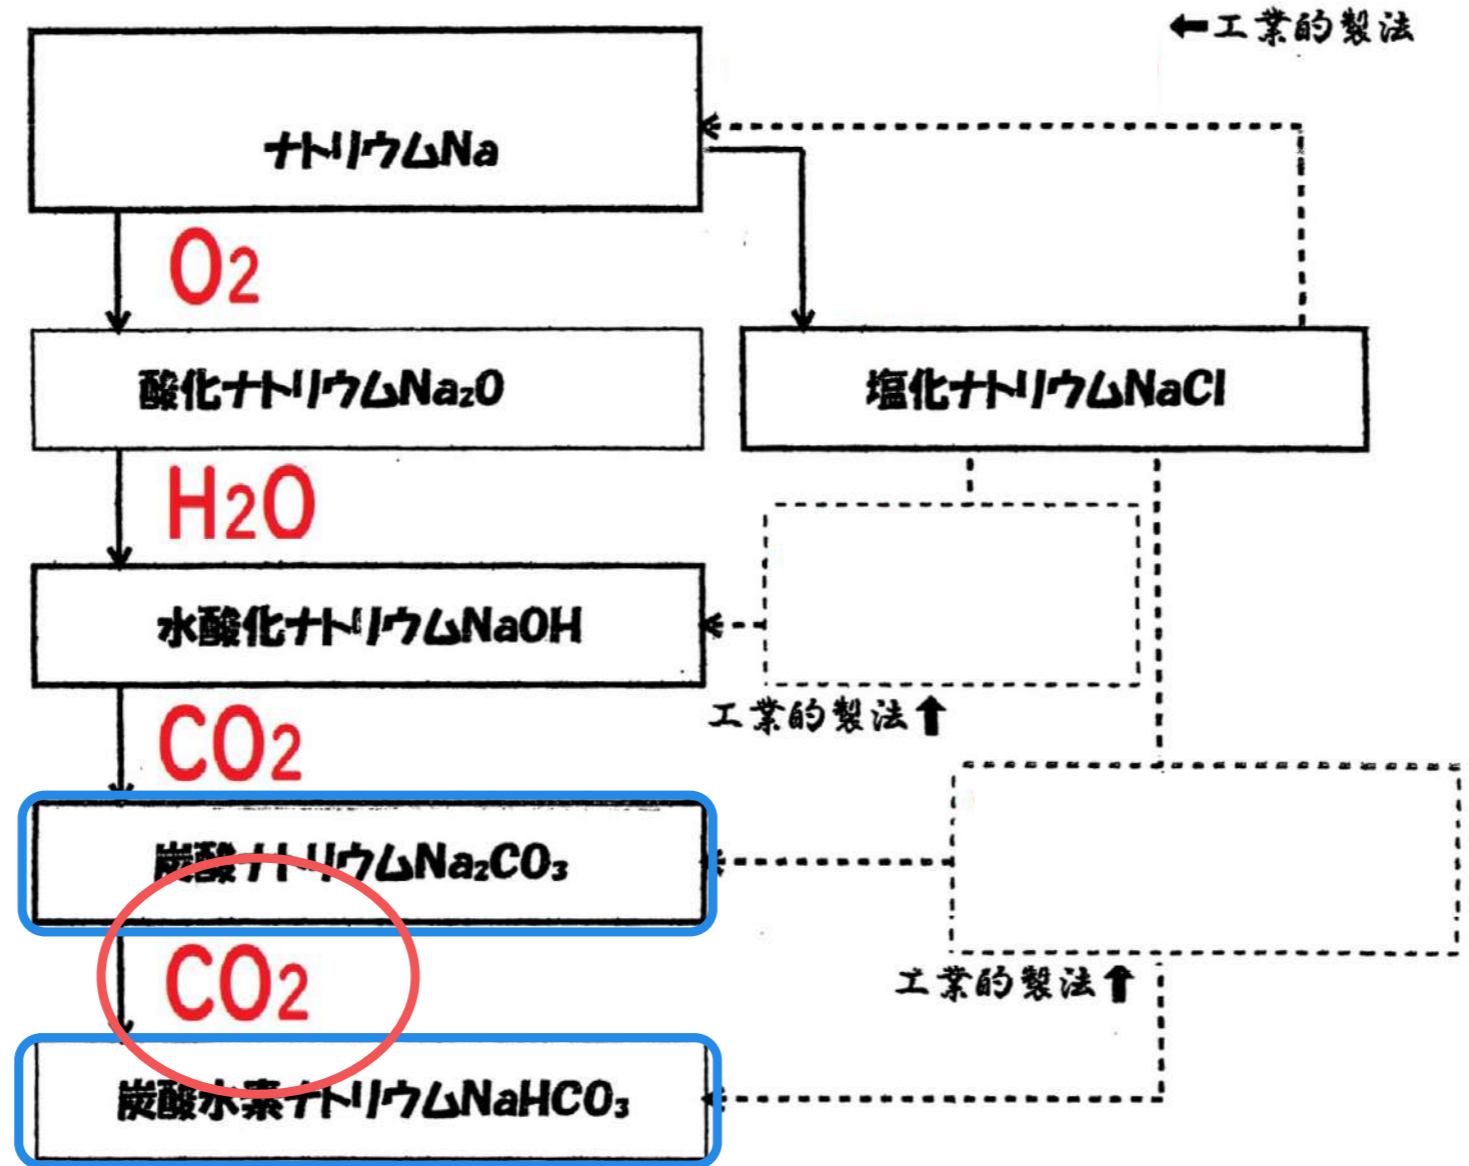 ←工業的製法
ナトリウムNa
O2
酸化ナトリウムNa₂O
塩化ナトリウムNaCl
H2O
水酸化ナトリウムNaOH
工業的製法↑
CO2
炭酸ナトリウムNa₂CO₃
CO2
工業的製法↑
炭酸水素ナトリウムNaHCO₃